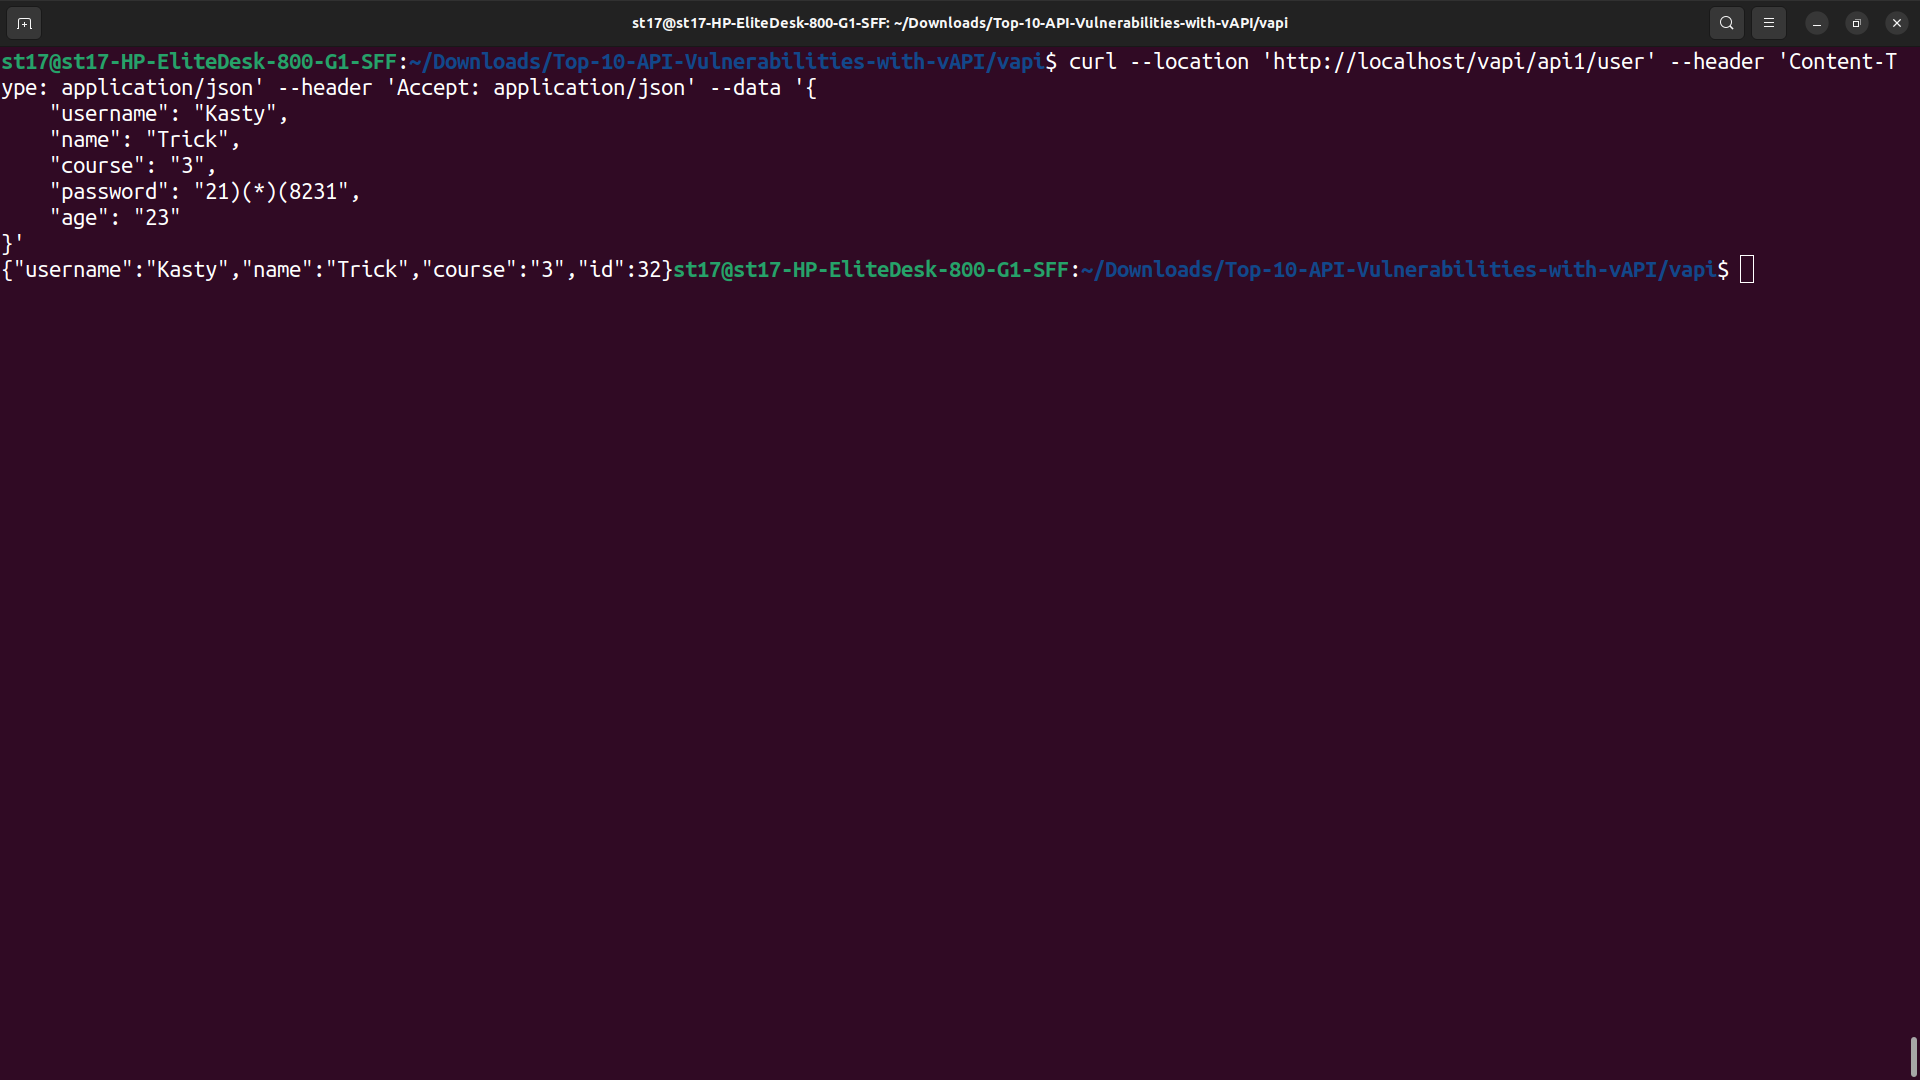 st17@st17-HP-EliteDesk-800-G1-SFF: ~/Downloads/Top-10-API-Vulnerabilities-with-vAPI/vapi
st17@st17-HP-EliteDesk-800-G1-SFF:~/Downloads/Top-10-API-Vulnerabilities-with-vAPI/vapi$ curl --location 'http://localhost/vapi/api1/user' --header 'Content-T
ype: application/json' --header 'Accept: application/json' --data '{
    "username": "Kasty",
    "name": "Trick",
    "course": "3",
    "password": "21)(*)(8231",
    "age": "23"
}'
{"username":"Kasty","name":"Trick","course":"3","id":32}st17@st17-HP-EliteDesk-800-G1-SFF:~/Downloads/Top-10-API-Vulnerabilities-with-vAPI/vapi$